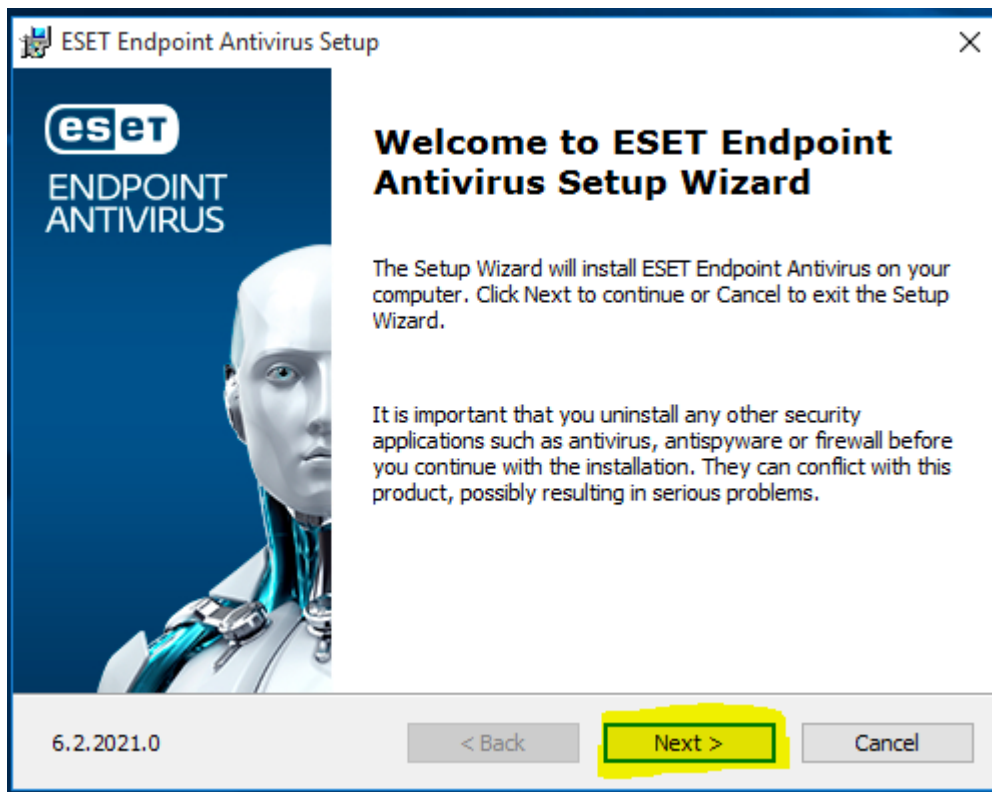 ESET Endpoint Antivirus Setup
eseT
ENDPOINT
ANTIVIRUS
Welcome to ESET Endpoint
Antivirus Setup Wizard
The Setup Wizard will install ESET Endpoint Antivirus on your
computer. Click Next to continue or Cancel to exit the Setup
Wizard.
It is important that you uninstall any other security
applications such as antivirus, antispyware or firewall before
you continue with the installation. They can conflict with this
product, possibly resulting in serious problems.
6.2.2021.0
< Back
Next >
Cancel